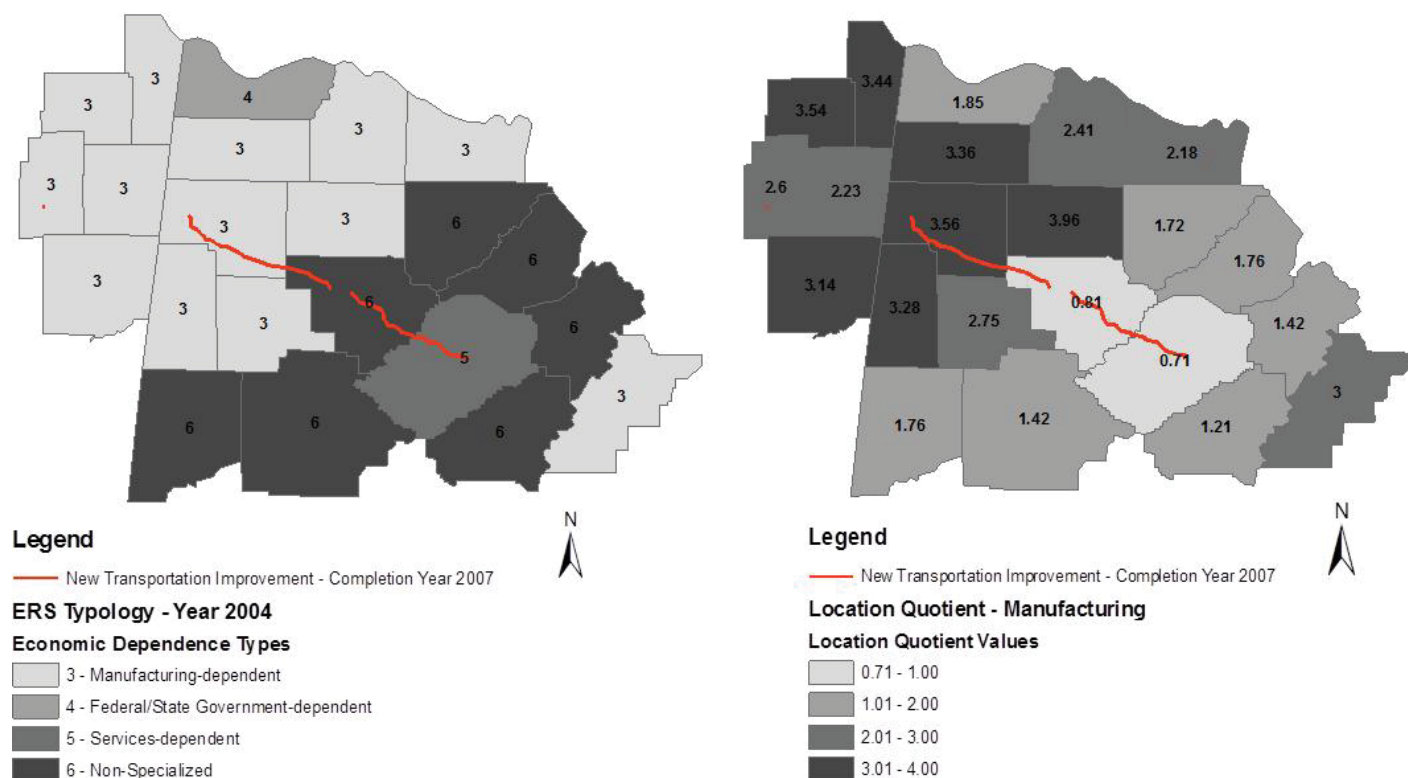 3
3
4
3
3
3
3
3
3
3
3
6
3
6
3
3
6
6
5
3
6
6
6
N
Legend
New Transportation Improvement - Completion Year 2007
ERS Typology - Year 2004
Economic Dependence Types
3 - Manufacturing-dependent
4 - Federal/State Government-dependent
5 - Services-dependent
6 - Non-Specialized
3.44
3.54
1.85
2.41
3.36
2.18
2.6
2.23
3.56
3.96
1.72
1.76
3.14
3.28
0.81
2.75
1.42
0.71
3
1.76
1.42
1.21
N
Legend
New Transportation Improvement - Completion Year 2007
Location Quotient - Manufacturing
Location Quotient Values
0.71 - 1.00
1.01 - 2.00
2.01 - 3.00
3.01 - 4.00